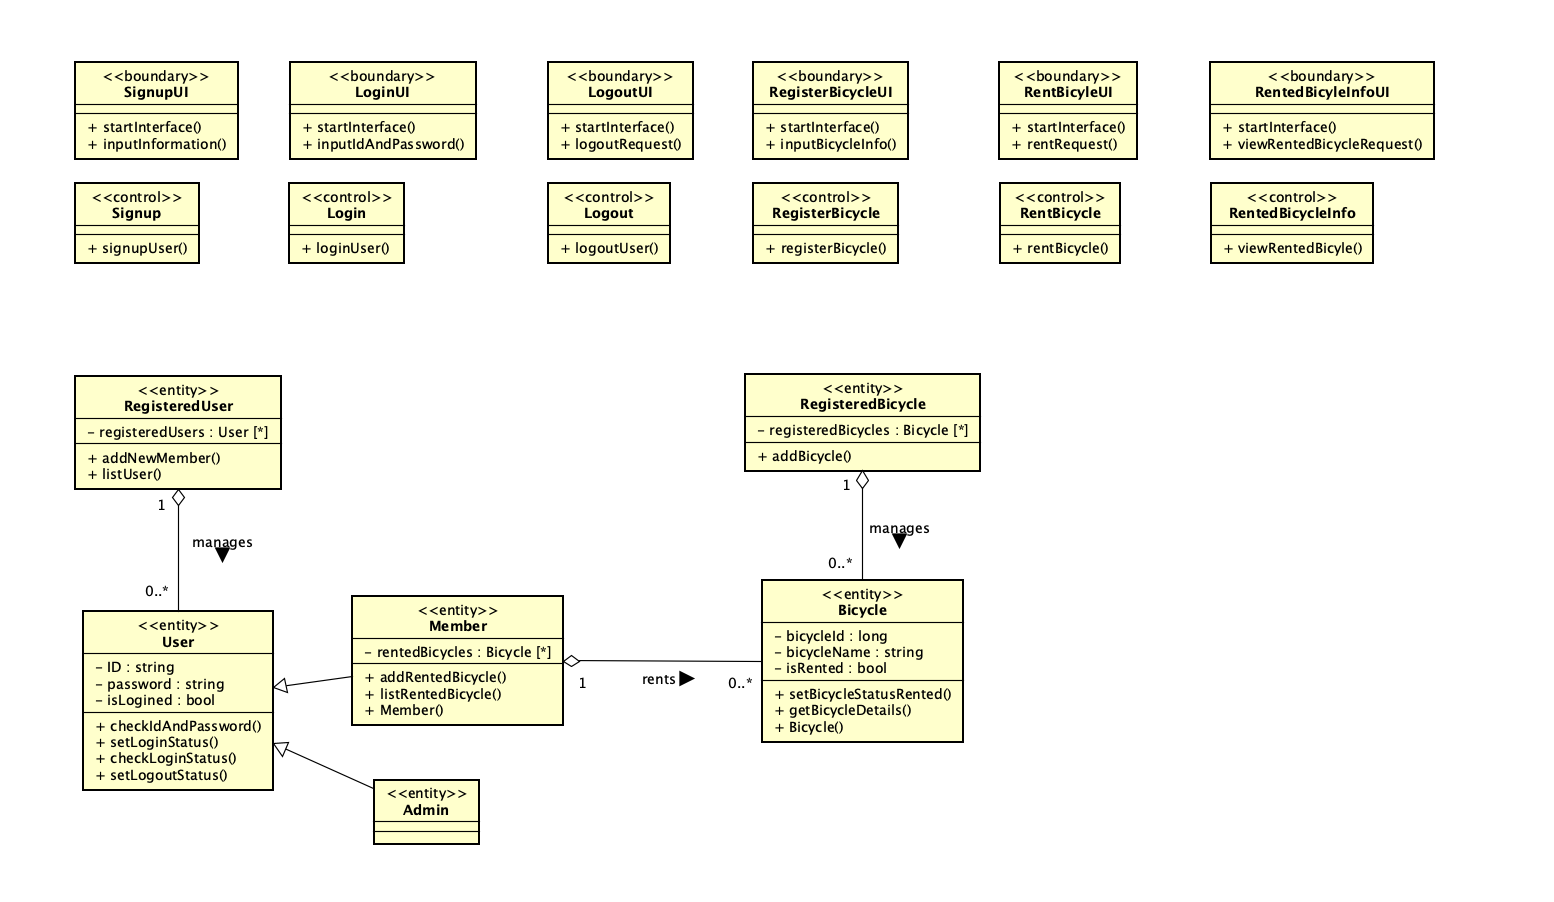 <<boundary>>
SignupUI
+ startInterface()
+ inputInformation()
<<boundary>>
LoginUI
+ startInterface()
+ inputIdAndPassword()
<<boundary>>
LogoutUI
+ startInterface()
+ logoutRequest()
<<boundary>>
RegisterBicycleUI
+ startInterface()
+ inputBicycleInfo()
<<boundary>>
RentBicyleUI
+ startInterface()
+ rentRequest()
<<boundary>>
RentedBicyleInfoUI
+ startInterface()
+ viewRentedBicycleRequest()
<<control>>
Signup
+ signupUser()
<<control>>
Login
+ loginUser()
<<control>>
Logout
+ logoutUser()
<<control>>
RegisterBicycle
+ registerBicycle()
<<control>>
RentBicycle
+ rentBicycle()
<<control>>
RentedBicycleInfo
+ viewRentedBicyle()
<<entity>>
RegisteredUser
- registeredUsers : User [*]
+ addNewMember()
+ listUser()
1
manages
0..*
<<entity>>
RegisteredBicycle
- registeredBicycles : Bicycle [*]
+ addBicycle()
1
manages
0..*
<<entity>>
User
- ID : string
- password : string
- isLogined : bool
+ checkIdAndPassword()
+ setLoginStatus()
+ checkLoginStatus()
+ setLogoutStatus()
<<entity>>
Member
- rentedBicycles : Bicycle [*]
+ addRentedBicycle()
+ listRentedBicycle()
+ Member()
1
rents
0..*
<<entity>>
Bicycle
- bicycleId : long
- bicycleName : string
- isRented : bool
+ setBicycleStatusRented()
+ getBicycleDetails()
+ Bicycle()
<<entity>>
Admin